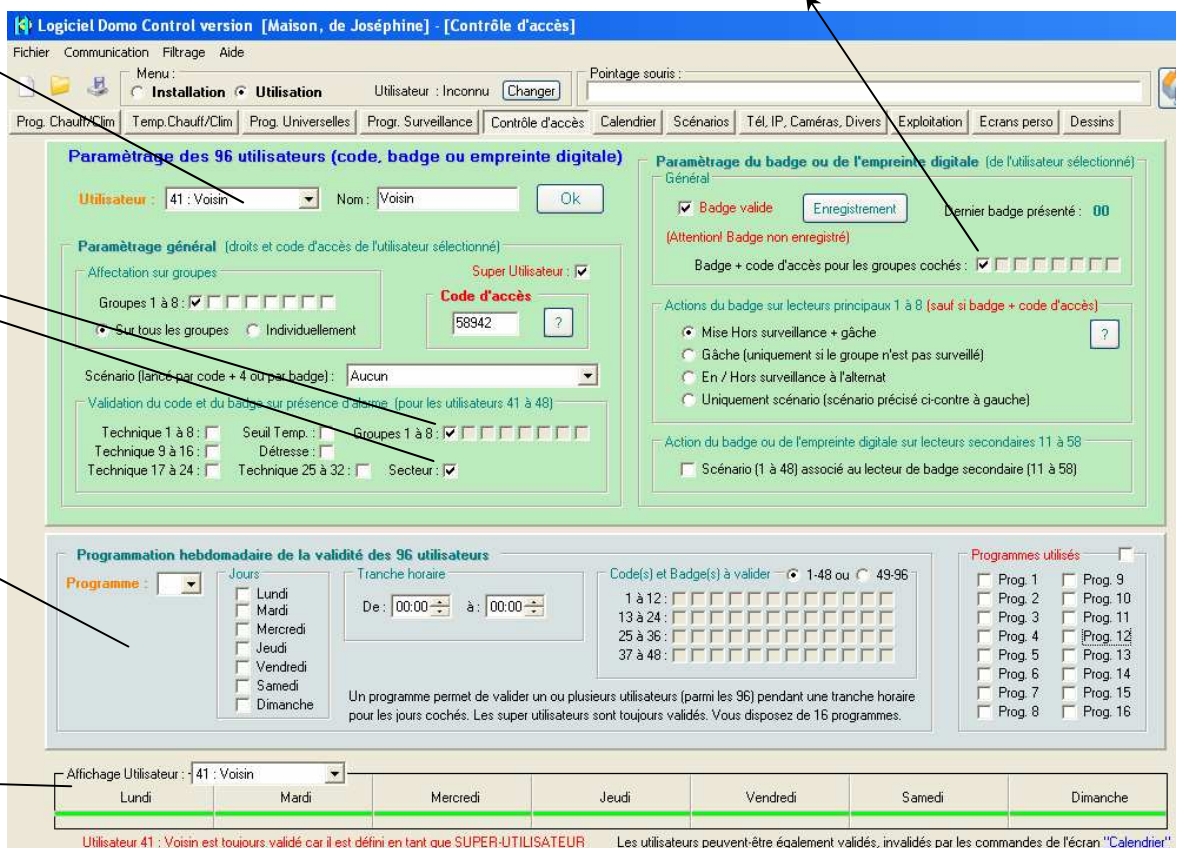 Logiciel Domo Control version [Maison, de Joséphine] - [Contrôle d'accès]
Fichier Communication Filtrage Aide
Menu :
Installation Utilisation Utilisateur : Inconnu Changer
Pointage souris :
Prog. Chauff/Clim Temp.Chauff/Clim Prog. Universelles Progr. Surveillance Contrôle d'accès Calendrier Scénarios Tél, IP, Caméras, Divers Exploitation Ecrans perso Dessins
Paramètrage des 96 utilisateurs (code, badge ou empreinte digitale)
Utilisateur : 41 : Voisin Nom : Voisin Ok
Paramètrage général (droits et code d'accès de l'utilisateur sélectionné)
Affectation sur groupes
Super Utilisateur :
Groupes 1 à 8 :
Sur tous les groupes Individuellement
Code d'accès
58942 ?
Scénario (lancé par code + 4 ou par badge) : Aucun
Validation du code et du badge sur présence d'alarme (pour les utilisateurs 41 à 48)
Technique 1 à 8 : Seuil Temp. : Groupes 1 à 8 :
Technique 9 à 16 : Détresse :
Technique 17 à 24 : Technique 25 à 32 : Secteur :
Paramètrage du badge ou de l'empreinte digitale (de l'utilisateur sélectionné)
Général
Badge valide Enregistrement Dernier badge présenté : 00
(Attention! Badge non enregistré)
Badge + code d'accès pour les groupes cochés :
Actions du badge sur lecteurs principaux 1 à 8 (sauf si badge + code d'accès)
Mise Hors surveillance + gâche ?
Gâche (uniquement si le groupe n'est pas surveillé)
En / Hors surveillance à l'alternat
Uniquement scénario (scénario précisé ci-contre à gauche)
Action du badge ou de l'empreinte digitale sur lecteurs secondaires 11 à 58
Scénario (1 à 48) associé au lecteur de badge secondaire (11 à 58)
Programmation hebdomadaire de la validité des 96 utilisateurs
Programme :
Jours
Lundi
Mardi
Mercredi
Jeudi
Vendredi
Samedi
Dimanche
Tranche horaire
De : 00:00 à : 00:00
Code(s) et Badge(s) à valider 1-48 ou 49-96
1 à 12 :
13 à 24 :
25 à 36 :
37 à 48 :
Un programme permet de valider un ou plusieurs utilisateurs (parmi les 96) pendant une tranche horaire
pour les jours cochés. Les super utilisateurs sont toujours validés. Vous disposez de 16 programmes.
Programmes utilisés
Prog. 1 Prog. 9
Prog. 2 Prog. 10
Prog. 3 Prog. 11
Prog. 4 Prog. 12
Prog. 5 Prog. 13
Prog. 6 Prog. 14
Prog. 7 Prog. 15
Prog. 8 Prog. 16
Affichage Utilisateur : 41 : Voisin
Lundi Mardi Mercredi Jeudi Vendredi Samedi Dimanche
Utilisateur 41 : Voisin est toujours validé car il est défini en tant que SUPER-UTILISATEUR Les utilisateurs peuvent-être également validés, invalidés par les commandes de l'écran "Calendrier"